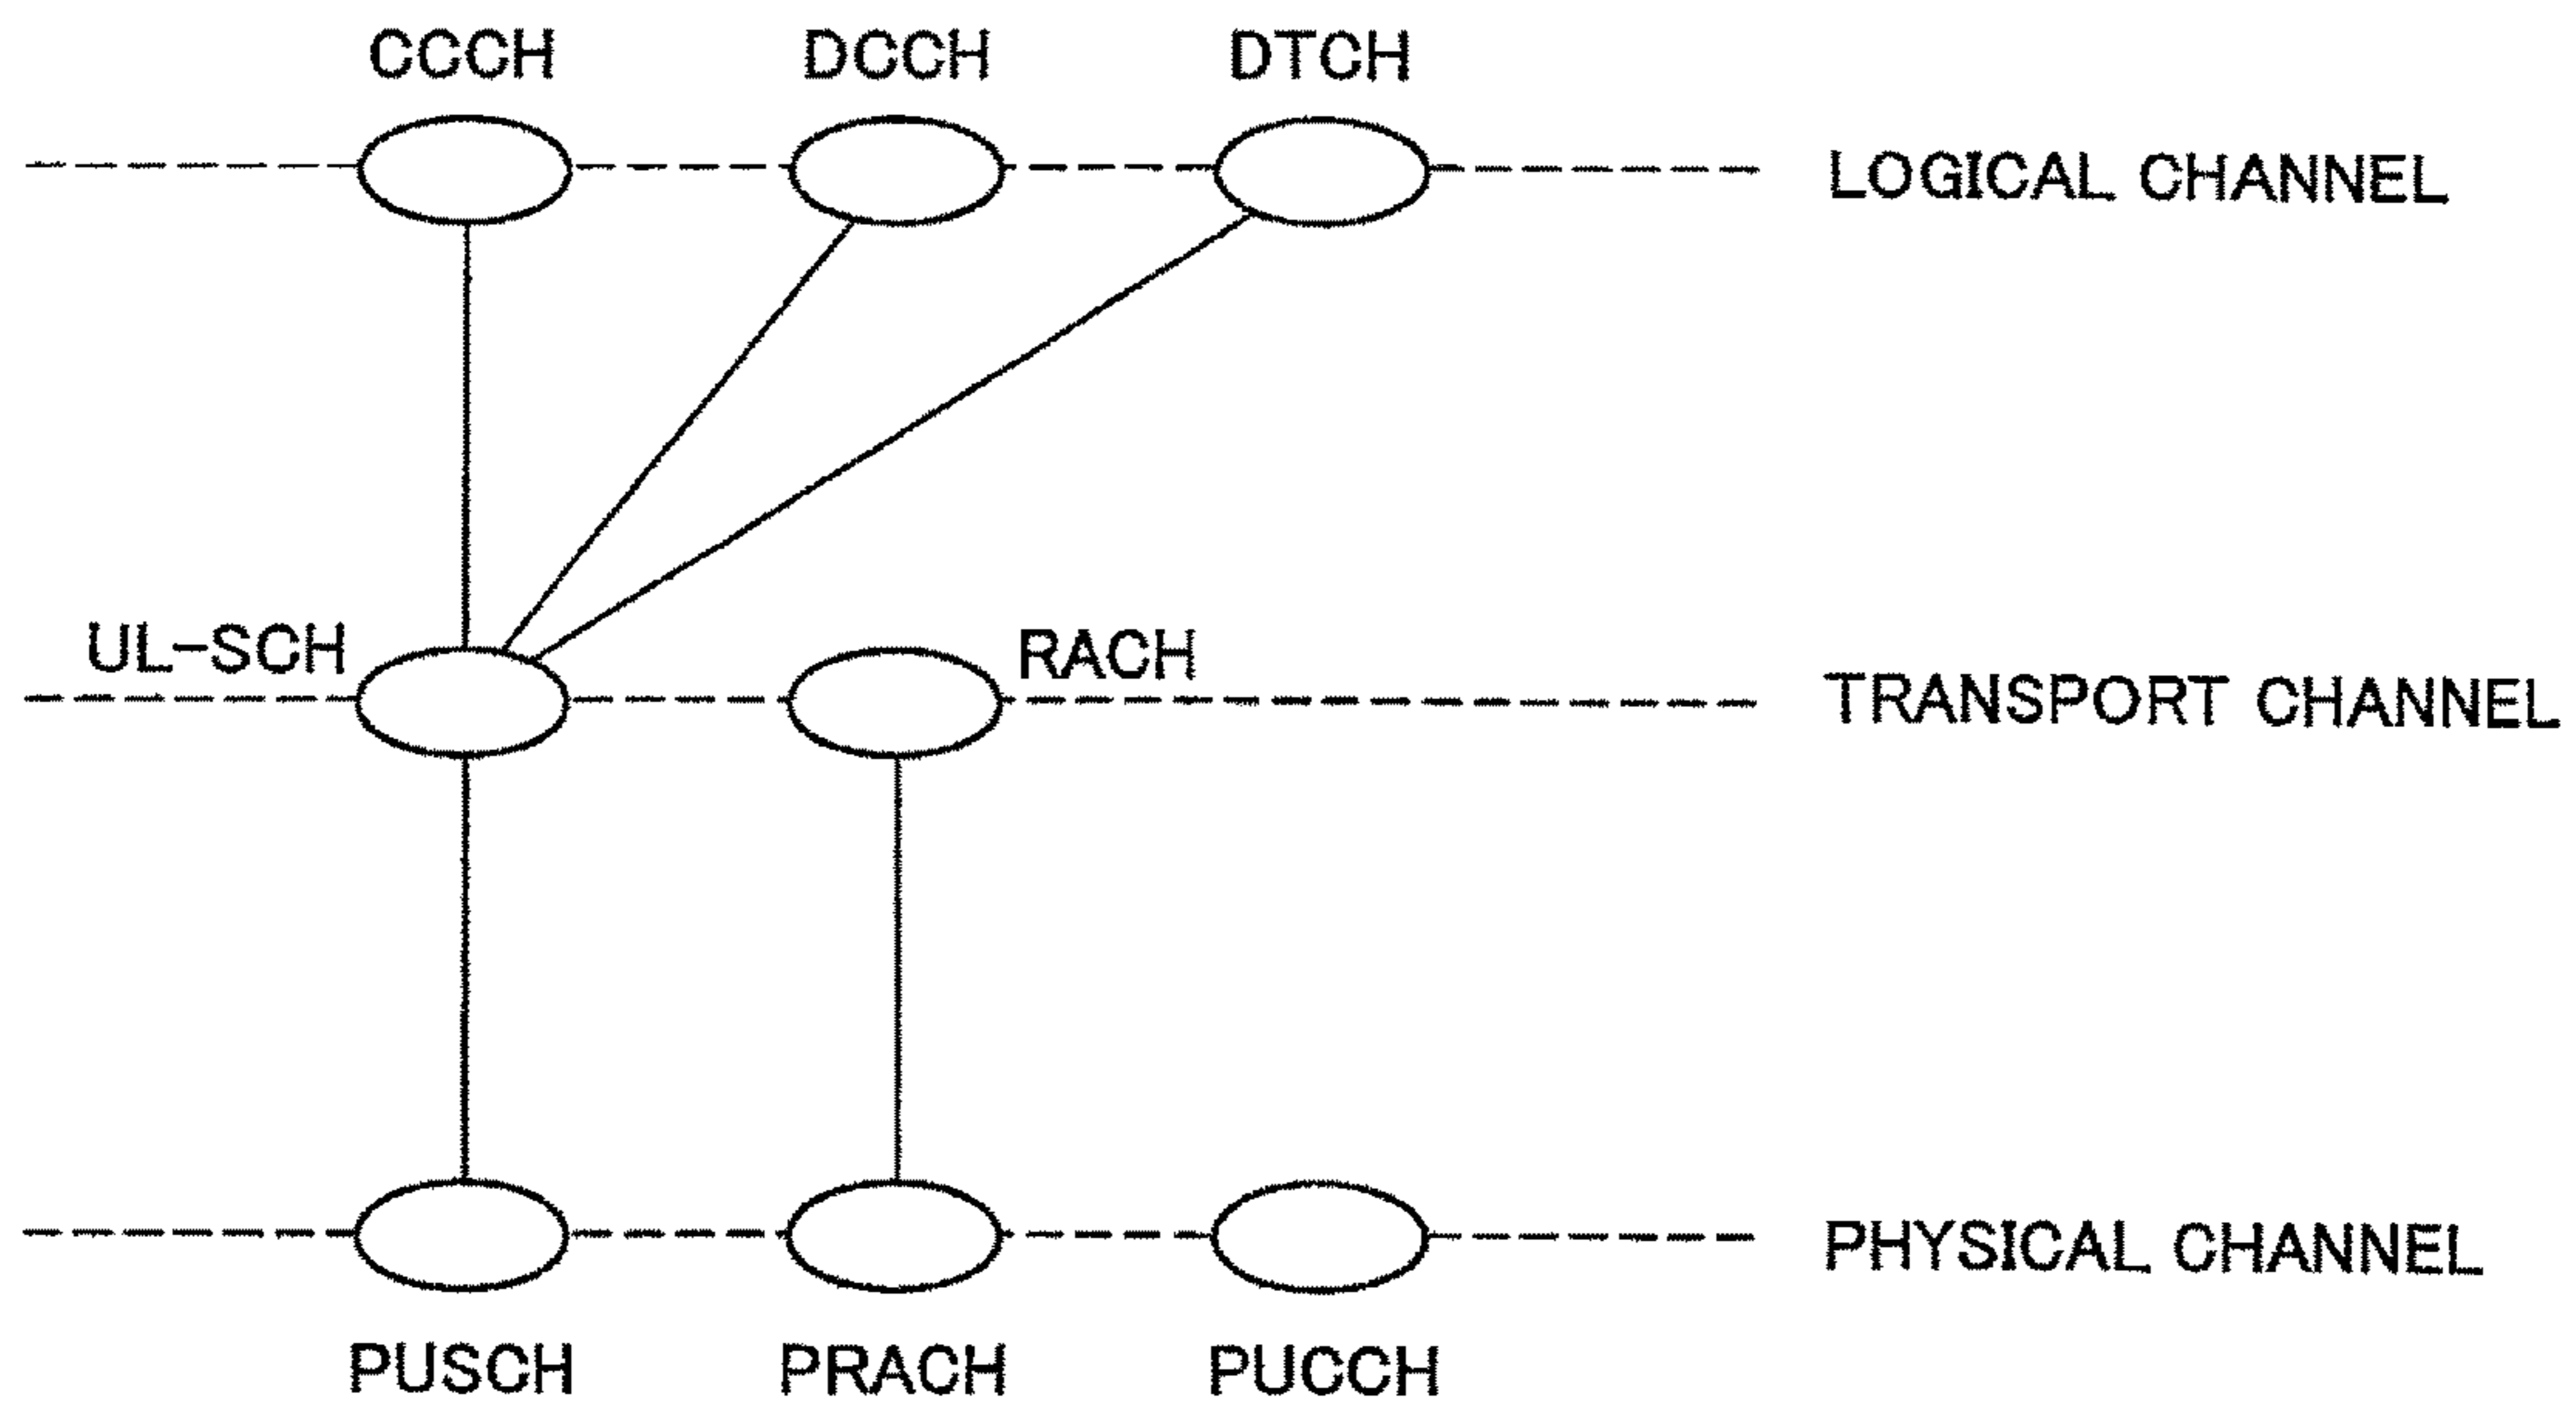 CCCH
DCCH
DTCH
LOGICAL CHANNEL
UL-SCH
RACH
TRANSPORT CHANNEL
PHYSICAL CHANNEL
PUSCH
PRACH
PUCCH